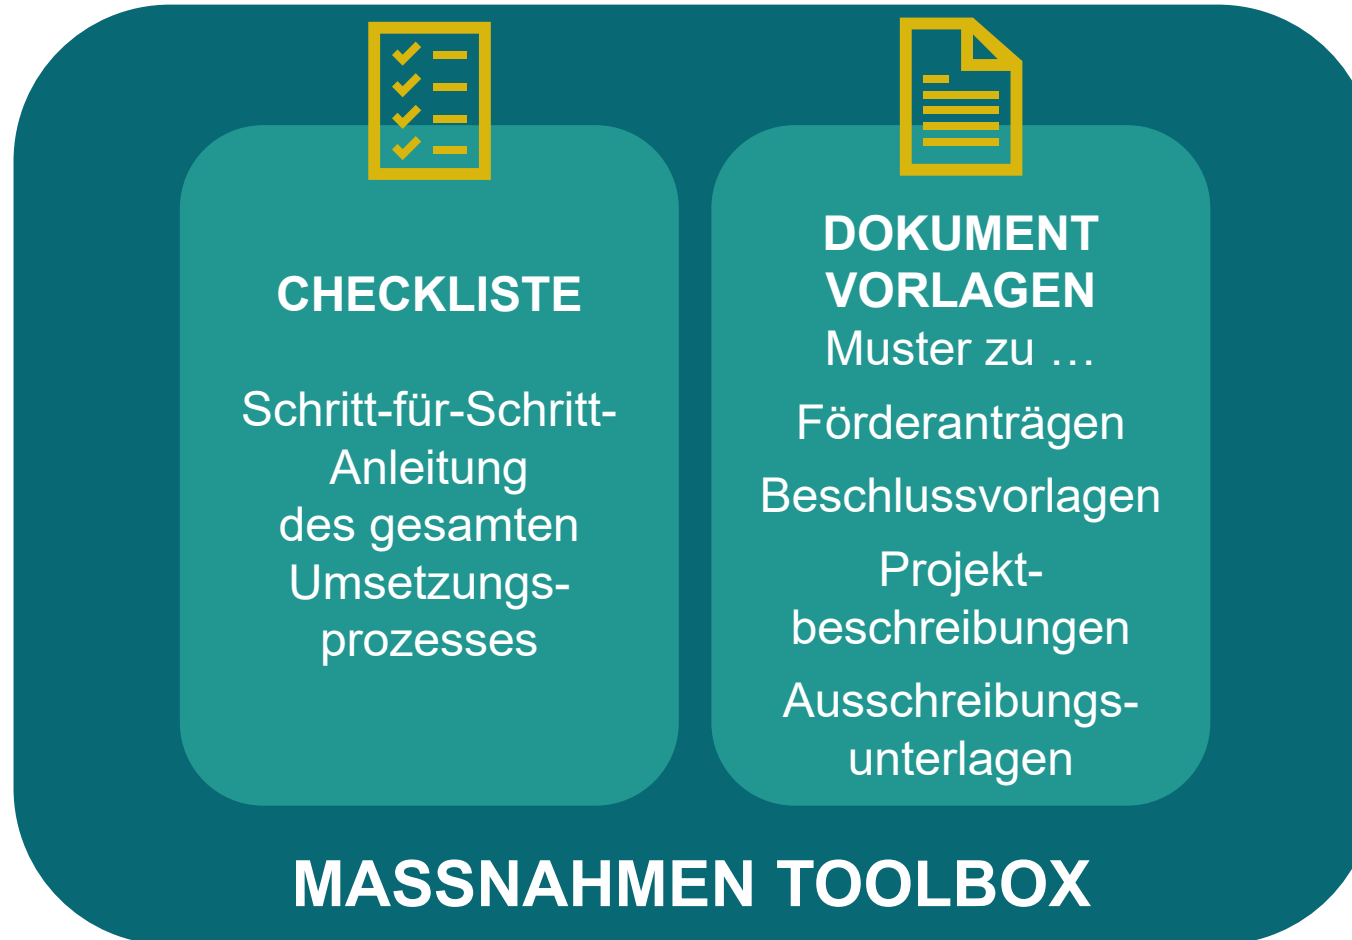 CHECKLISTE
Schritt-für-Schritt-
Anleitung
des gesamten
Umsetzungs-
prozesses
DOKUMENT
VORLAGEN
Muster zu …
Förderanträgen
Beschlussvorlagen
Projekt-
beschreibungen
Ausschreibungs-
unterlagen
MASSNAHMEN TOOLBOX